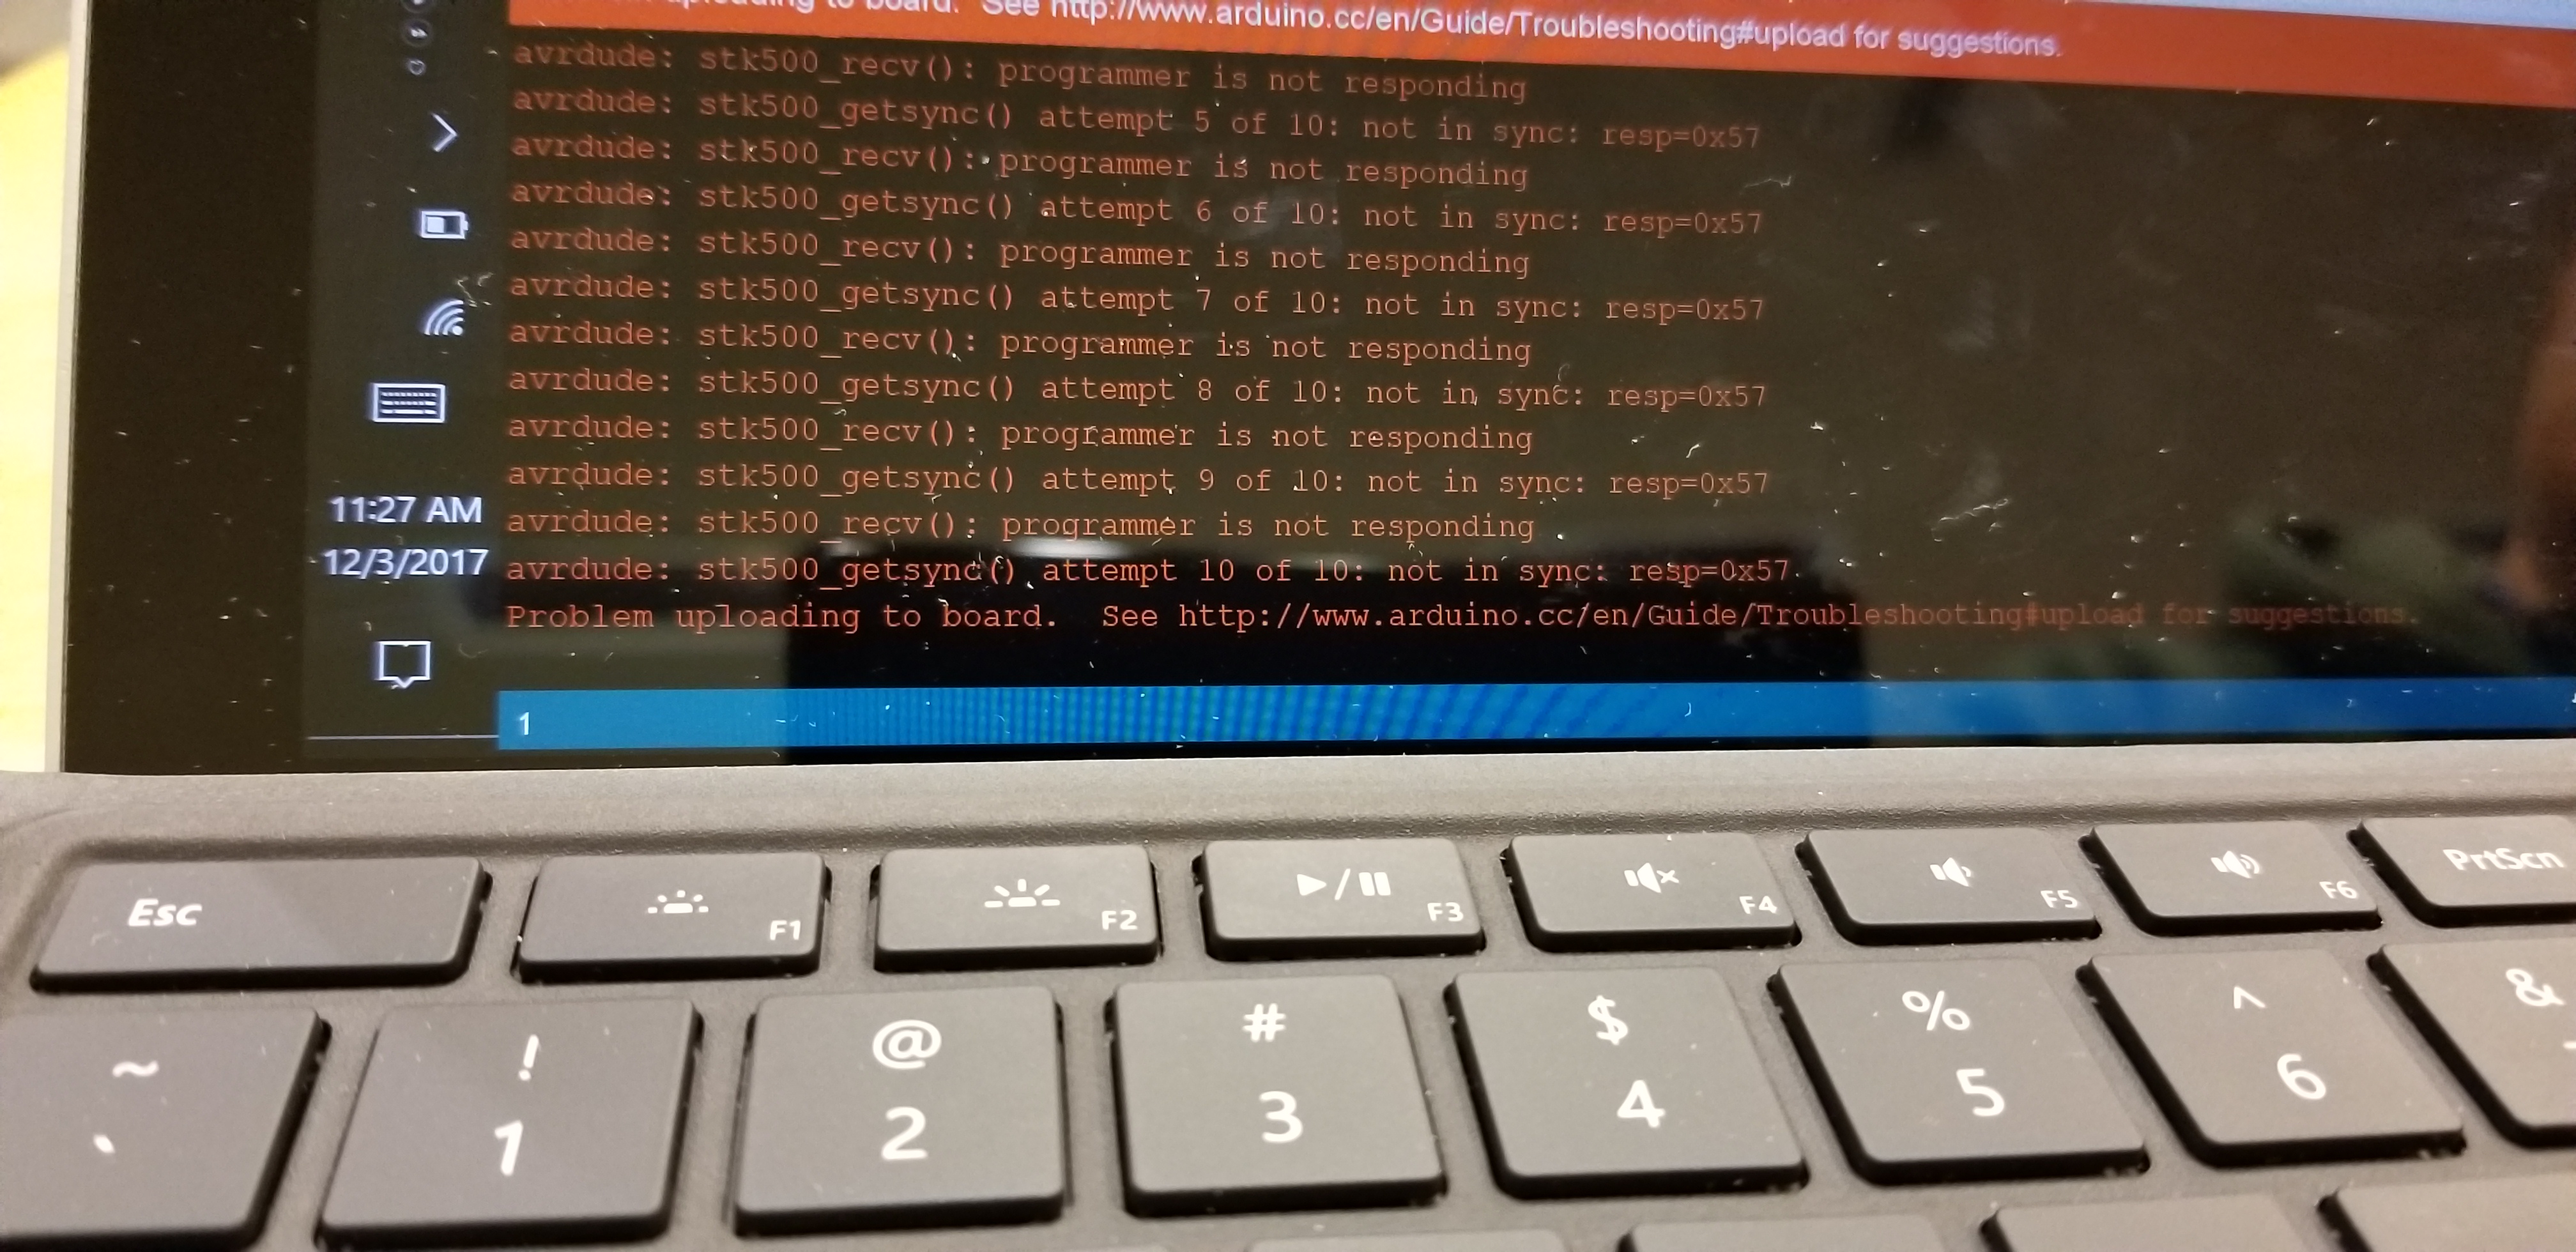 uploading to board. See http://www.arduino.cc/en/Guide/Troubleshooting#upload for suggestions.
avrdude: stk500_recv(): programmer is not responding
avrdude: stk500_getsync() attempt 5 of 10: not in sync: resp=0x57
avrdude: stk500_recv(): programmer is not responding
avrdude: stk500_getsync() attempt 6 of 10: not in sync: resp=0x57
avrdude: stk500_recv(): programmer is not responding
avrdude: stk500_getsync() attempt 7 of 10: not in sync: resp=0x57
avrdude: stk500_recv(): programmer is not responding
avrdude: stk500_getsync() attempt 8 of 10: not in sync: resp=0x57
avrdude: stk500_recv(): programmer is not responding
avrdude: stk500_getsync() attempt 9 of 10: not in sync: resp=0x57
avrdude: stk500_recv(): programmer is not responding
avrdude: stk500_getsync() attempt 10 of 10: not in sync: resp=0x57
Problem uploading to board.  See http://www.arduino.cc/en/Guide/Troubleshooting#upload for suggestions.
11:27 AM
12/3/2017
1
Esc F1 F2 F3 F4 F5 F6 PrtScn
~ ! @ # $ % ^ &
` 1 2 3 4 5 6